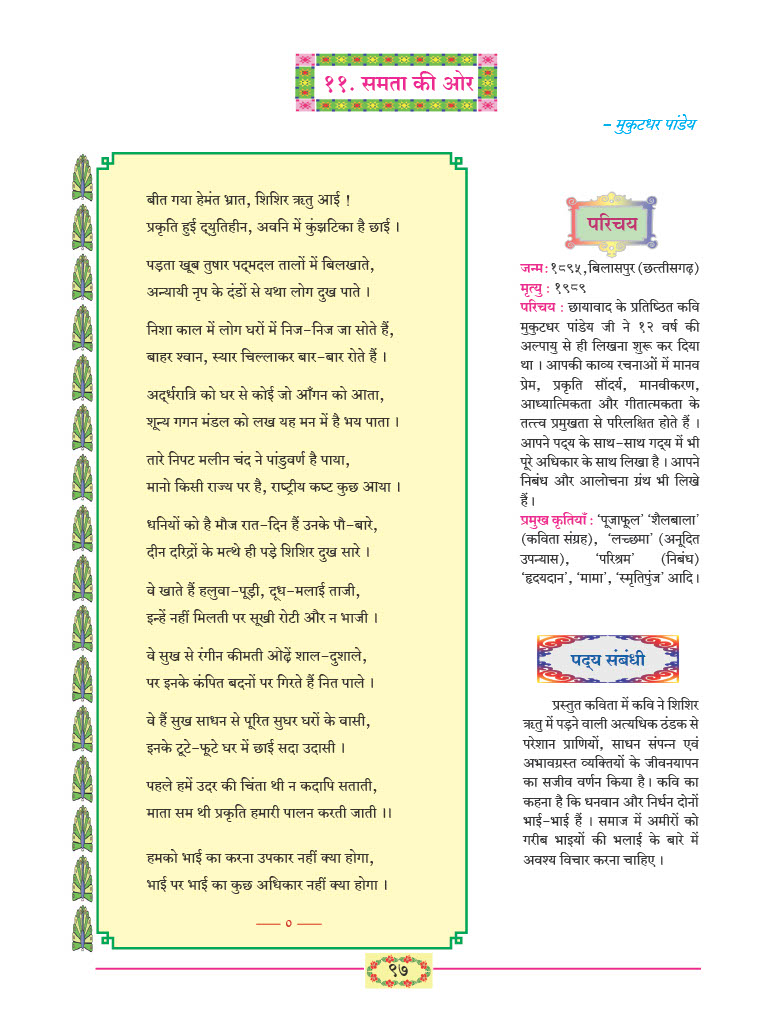 ११. समता की ओर
– मुकुटधर पांडेय
बीत गया हेमंत भ्रात, शिशिर ऋतु आई !
प्रकृति हुई द्‌युतिहीन, अवनि में कुंझटिका है छाई ।
पड़ता खूब तुषार पद्‌मदल तालों में बिलखाते,
अन्यायी नृप के दंडों से यथा लोग दुख पाते ।
निशा काल में लोग घरों में निज-निज जा सोते हैं,
बाहर श्वान, स्यार चिल्लाकर बार-बार रोते हैं ।
अद्‌र्धरात्रि को घर से कोई जो आँगन को आता,
शून्य गगन मंडल को लख यह मन में है भय पाता ।
तारे निपट मलीन चंद ने पांडुवर्ण है पाया,
मानो किसी राज्य पर है, राष्ट्रीय कष्ट कुछ आया ।
धनियों को है मौज रात-दिन हैं उनके पौ-बारे,
दीन दरिद्रों के मत्थे ही पड़े शिशिर दुख सारे ।
वे खाते हैं हलुवा-पूड़ी, दूध-मलाई ताजी,
इन्हें नहीं मिलती पर सूखी रोटी और न भाजी ।
वे सुख से रंगीन कीमती ओढ़ें शाल-दुशाले,
पर इनके कंपित बदनों पर गिरते हैं नित पाले ।
वे हैं सुख साधन से पूरित सुघर घरों के वासी,
इनके टूटे-फूटे घर में छाई सदा उदासी ।
पहले हमें उदर की चिंता थी न कदापि सताती,
माता सम थी प्रकृति हमारी पालन करती जाती ।।
हमको भाई का करना उपकार नहीं क्या होगा,
भाई पर भाई का कुछ अधिकार नहीं क्या होगा ।
— ० —
परिचय
जन्म : १८९५, बिलासपुर (छत्तीसगढ़)
मृत्यु : १९८९
परिचय : छायावाद के प्रतिष्ठित कवि
मुकुटधर पांडेय जी ने १२ वर्ष की
अल्पायु से ही लिखना शुरू कर दिया
था । आपकी काव्य रचनाओं में मानव
प्रेम, प्रकृति सौंदर्य, मानवीकरण,
आध्यात्मिकता और गीतात्मकता के
तत्त्व प्रमुखता से परिलक्षित होते हैं ।
आपने पद्‌य के साथ-साथ गद्‌य में भी
पूरे अधिकार के साथ लिखा है । आपने
निबंध और आलोचना ग्रंथ भी लिखे
हैं ।
प्रमुख कृतियाँ : ‘पूजाफूल’ ‘शैलबाला’
(कविता संग्रह), ‘लच्छमा’ (अनूदित
उपन्यास), ‘परिश्रम’ (निबंध)
‘हृदयदान’, ‘मामा’, ‘स्मृतिपुंज’ आदि ।
पद्‌य संबंधी
प्रस्तुत कविता में कवि ने शिशिर
ऋतु में पड़ने वाली अत्यधिक ठंडक से
परेशान प्राणियों, साधन संपन्न एवं
अभावग्रस्त व्यक्तियों के जीवनयापन
का सजीव वर्णन किया है । कवि का
कहना है कि धनवान और निर्धन दोनों
भाई-भाई हैं । समाज में अमीरों को
गरीब भाइयों की भलाई के बारे में
अवश्य विचार करना चाहिए ।
९७